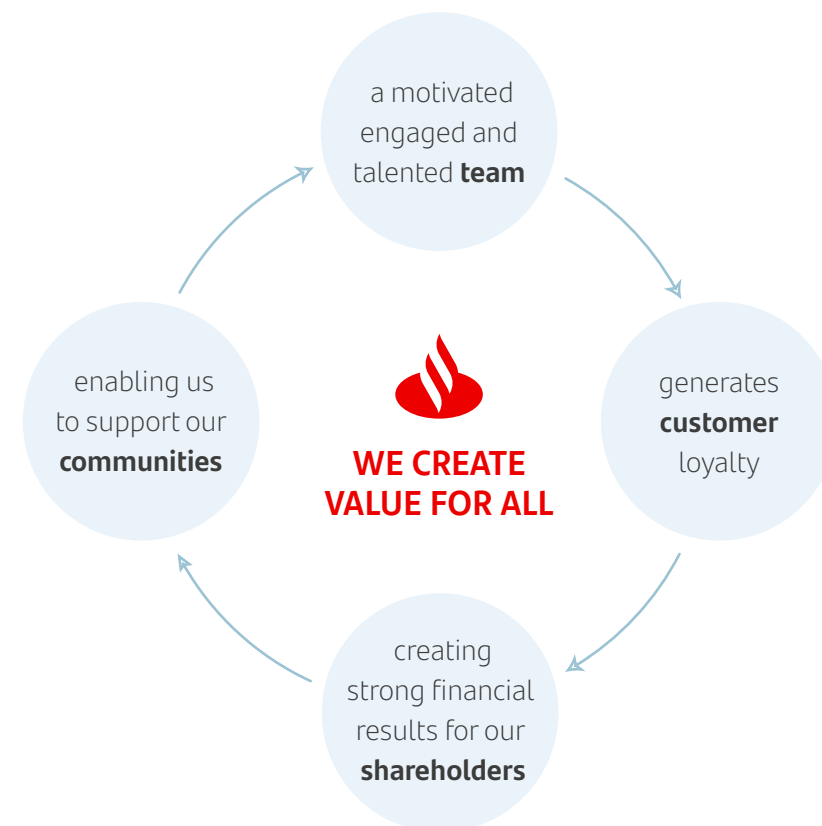 a motivated
engaged and
talented team
generates
customer
loyalty
creating
strong financial
results for our
shareholders
enabling us
to support our
communities
WE CREATE
VALUE FOR ALL